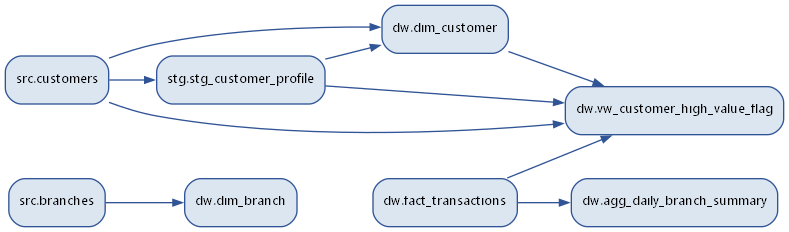 dw.dim_customer
src.customers
stg.stg_customer_profile
dw.vw_customer_high_value_flag
src.branches
dw.dim_branch
dw.fact_transactions
dw.agg_daily_branch_summary